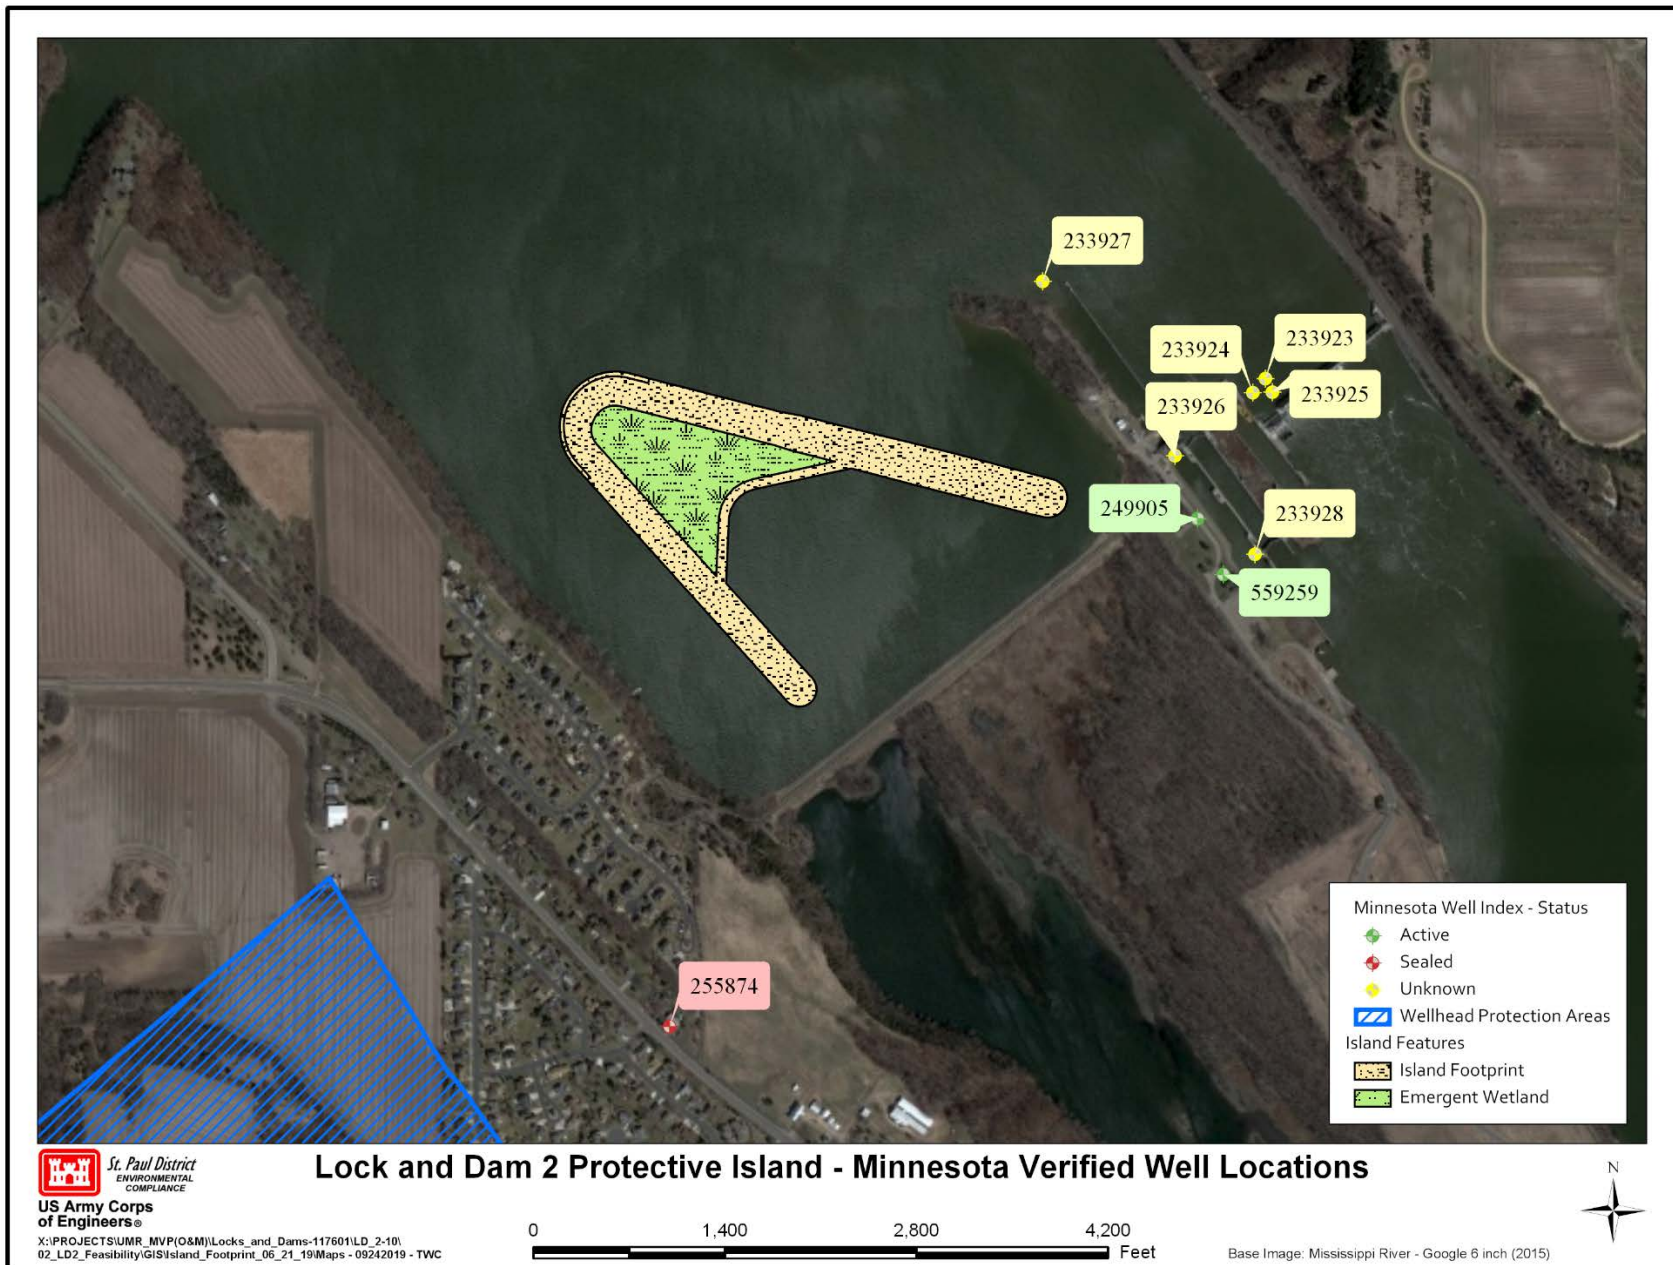 233927
233923
233924
233925
233926
249905
233928
559259
255874
Minnesota Well Index - Status
Active
Sealed
Unknown
Wellhead Protection Areas
Island Features
Island Footprint
Emergent Wetland
St. Paul District
ENVIRONMENTAL
COMPLIANCE
US Army Corps
of Engineers®
X:\PROJECTS\UMR_MVP(O&M)\Locks_and_Dams-117601\LD_2-10\
02_LD2_Feasibility\GIS\Island_Footprint_06_21_19\Maps - 09242019 - TWC
Lock and Dam 2 Protective Island - Minnesota Verified Well Locations
0 1,400 2,800 4,200
Feet
N
Base Image: Mississippi River - Google 6 inch (2015)